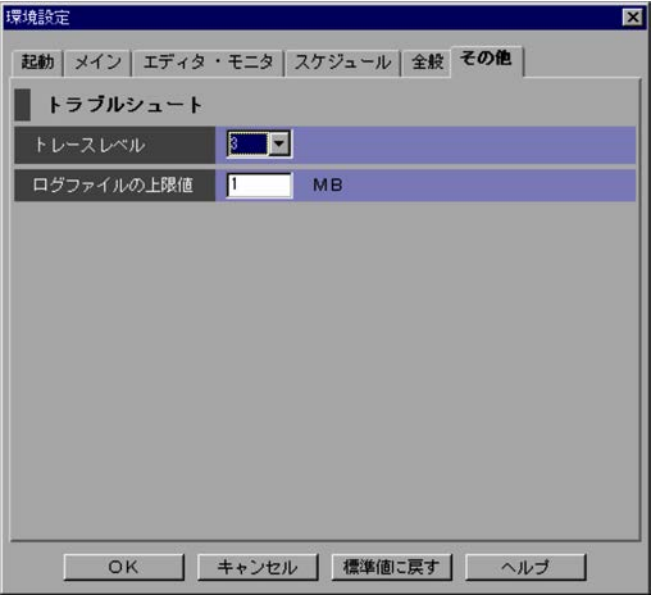 環境設定
起動 メイン エディタ・モニタ スケジュール 全般 その他
トラブルシュート
トレースレベル 3
ログファイルの上限値 1 MB
OK キャンセル 標準値に戻す ヘルプ